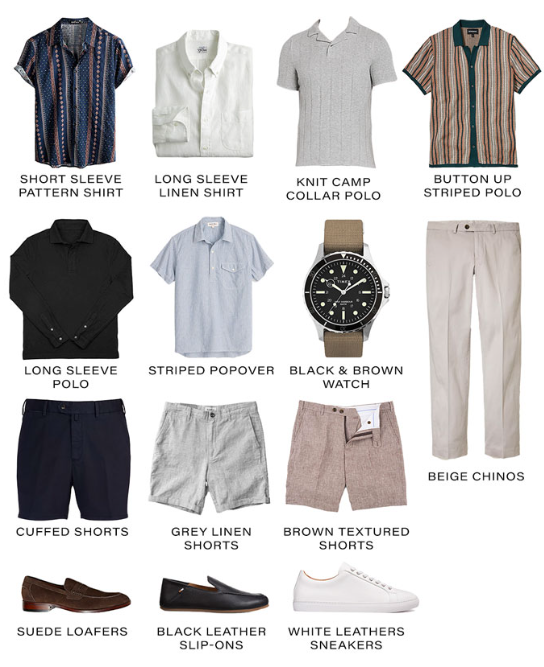 SHORT SLEEVE
PATTERN SHIRT
LONG SLEEVE
LINEN SHIRT
KNIT CAMP
COLLAR POLO
BUTTON UP
STRIPED POLO
TIMEX
LONG SLEEVE
POLO
STRIPED POPOVER
BLACK & BROWN
WATCH
BEIGE CHINOS
CUFFED SHORTS
GREY LINEN
SHORTS
BROWN TEXTURED
SHORTS
SUEDE LOAFERS
BLACK LEATHER
SLIP-ONS
WHITE LEATHERS
SNEAKERS